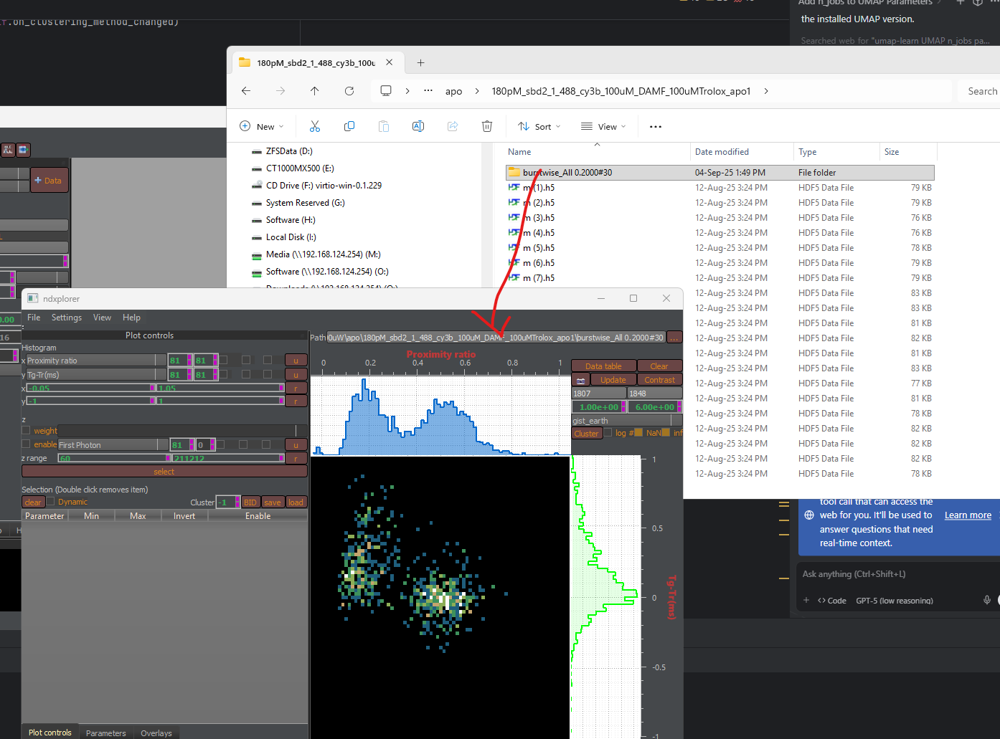 Add n_jobs to UMAP Parameters
.on_clustering_method_changed)
the installed UMAP version.
Searched web for "umap-learn UMAP n_jobs pa...
180pM_sbd2_1_488_cy3b_100u
... apo > 180pM_sbd2_1_488_cy3b_100uM_DAMF_100uMTrolox_apo1 >
Search
New
Sort
View
...
Name Date modified Type Size
ZFSData (D:)
CT1000MX500 (E:)
CD Drive (F:) virtio-win-0.1.229
System Reserved (G:)
Software (H:)
Local Disk (I:)
Media (\\192.168.124.254) (M:)
Software (\\192.168.124.254) (O:)
burstwise_All 0.2000#30 04-Sep-25 1:49 PM File folder
m (1).h5 12-Aug-25 3:24 PM HDF5 Data File 79 KB
m (2).h5 12-Aug-25 3:24 PM HDF5 Data File 79 KB
m (3).h5 12-Aug-25 3:24 PM HDF5 Data File 76 KB
m (4).h5 12-Aug-25 3:24 PM HDF5 Data File 76 KB
m (5).h5 12-Aug-25 3:24 PM HDF5 Data File 78 KB
m (6).h5 12-Aug-25 3:24 PM HDF5 Data File 79 KB
m (7).h5 12-Aug-25 3:24 PM HDF5 Data File 79 KB
12-Aug-25 3:24 PM HDF5 Data File 83 KB
12-Aug-25 3:24 PM HDF5 Data File 83 KB
12-Aug-25 3:24 PM HDF5 Data File 81 KB
12-Aug-25 3:24 PM HDF5 Data File 82 KB
12-Aug-25 3:24 PM HDF5 Data File 81 KB
12-Aug-25 3:24 PM HDF5 Data File 83 KB
12-Aug-25 3:24 PM HDF5 Data File 77 KB
12-Aug-25 3:24 PM HDF5 Data File 81 KB
12-Aug-25 3:24 PM HDF5 Data File 78 KB
12-Aug-25 3:24 PM HDF5 Data File 82 KB
12-Aug-25 3:24 PM HDF5 Data File 82 KB
12-Aug-25 3:24 PM HDF5 Data File 82 KB
12-Aug-25 3:24 PM HDF5 Data File 78 KB
+ Data
0.00
16
ndxplorer
File Settings View Help
Plot controls
Path 0uW\apo\180pM_sbd2_1_488_cy3b_100uM_DAMF_100uMTrolox_apo1\burstwise_All 0.2000#30 ...
Histogram
x Proximity ratio 81 81 u
y Tg-Tr(ms) 81 81 u
x -0.05 1.05 r
y -1 1 r
z
weight
enable First Photon 81 0 u
z range 60 211212 r
select
Selection (Double click removes item)
clear Dynamic Cluster -1 BID save load
Parameter Min Max Invert Enable
Plot controls Parameters Overlays
Proximity ratio
0 0.2 0.4 0.6 0.8 1
Data table Clear
Update Contrast
1807 1848
1.00e+00 6.00e+00
gist_earth
Cluster log # NaN inf
1
0.5
0
-0.5
-1
Tg-Tr(ms)
tool call that can access the
web for you. It'll be used to
answer questions that need
real-time context.
Learn more
Ask anything (Ctrl+Shift+L)
+ <> Code GPT-5 (low reasoning)